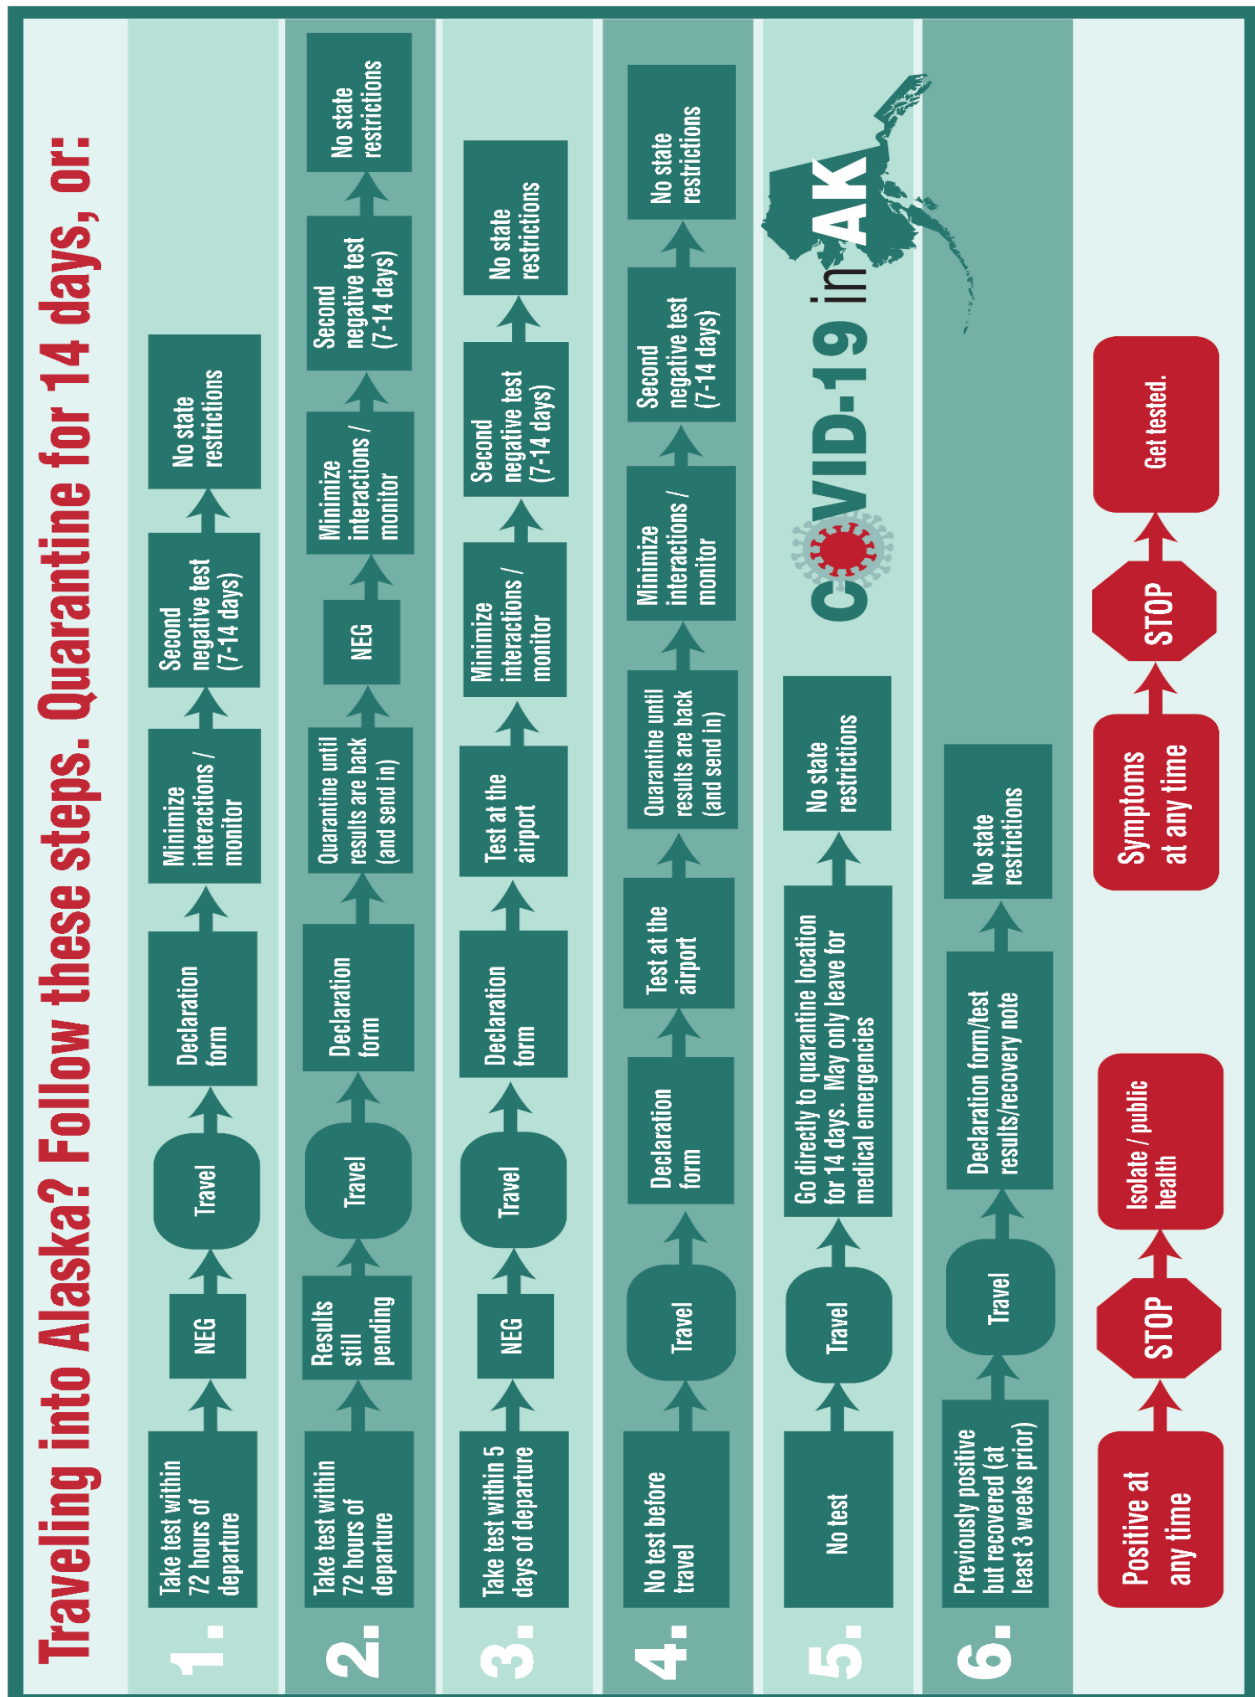 Traveling into Alaska? Follow these steps. Quarantine for 14 days, or:
1.
Take test within
72 hours of
departure
NEG
Travel
Declaration
form
Minimize
interactions /
monitor
Second
negative test
(7-14 days)
No state
restrictions
2.
Take test within
72 hours of
departure
Results
still
pending
Travel
Declaration
form
Quarantine until
results are back
(and send in)
NEG
Minimize
interactions /
monitor
Second
negative test
(7-14 days)
No state
restrictions
3.
Take test within 5
days of departure
NEG
Travel
Declaration
form
Test at the
airport
Minimize
interactions /
monitor
Second
negative test
(7-14 days)
No state
restrictions
4.
No test before
travel
Travel
Declaration
form
Test at the
airport
Quarantine until
results are back
(and send in)
Minimize
interactions /
monitor
Second
negative test
(7-14 days)
No state
restrictions
5.
No test
Travel
Go directly to quarantine location
for 14 days. May only leave for
medical emergencies
No state
restrictions
COVID-19 in AK
6.
Previously positive
but recovered (at
least 3 weeks prior)
Travel
Declaration form/test
results/recovery note
No state
restrictions
Positive at
any time
STOP
Isolate / public
health
Symptoms
at any time
STOP
Get tested.